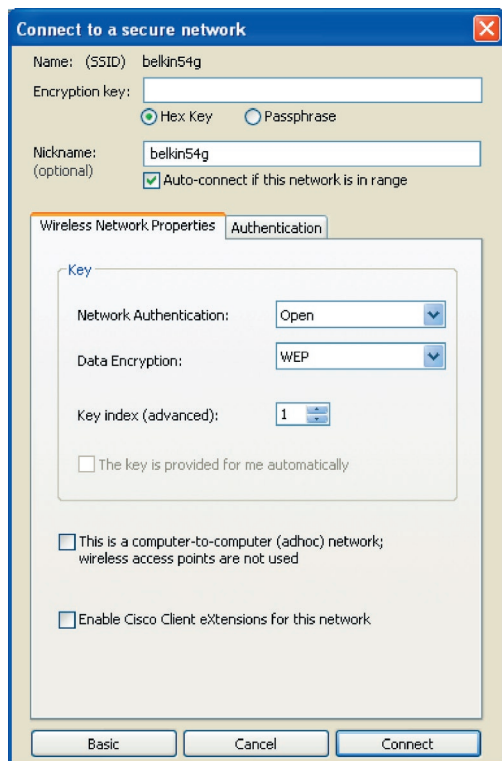 Connect to a secure network
Name: (SSID) belkin54g
Encryption key:
Hex Key Passphrase
Nickname: belkin54g
(optional)
Auto-connect if this network is in range
Wireless Network Properties Authentication
Key
Network Authentication: Open
Data Encryption: WEP
Key index (advanced): 1
The key is provided for me automatically
This is a computer-to-computer (adhoc) network;
wireless access points are not used
Enable Cisco Client eXtensions for this network
Basic Cancel Connect